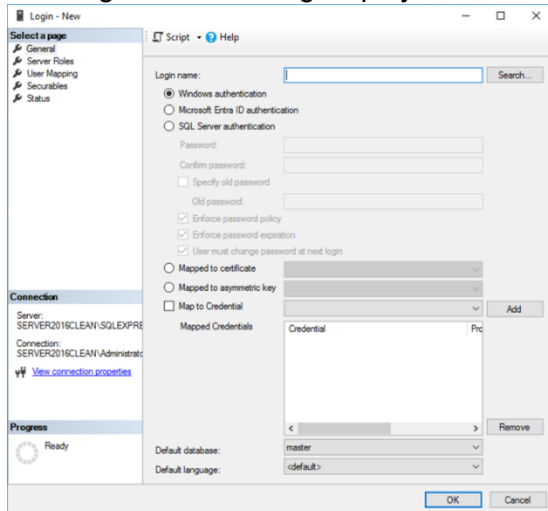 Login - New
Select a page
General
Server Roles
User Mapping
Securables
Status
Script
Help
Login name:
Search...
Windows authentication
Microsoft Entra ID authentication
SQL Server authentication
Password:
Confirm password:
Specify old password
Old password:
Enforce password policy
Enforce password expiration
User must change password at next login
Mapped to certificate
Mapped to asymmetric key
Map to Credential
Add
Mapped Credentials
Credential
Prc
Remove
Default database:
master
Default language:
<default>
Connection
Server:
SERVER2016CLEAN\SQLEXPRE
Connection:
SERVER2016CLEAN\Administrato
View connection properties
Progress
Ready
OK
Cancel